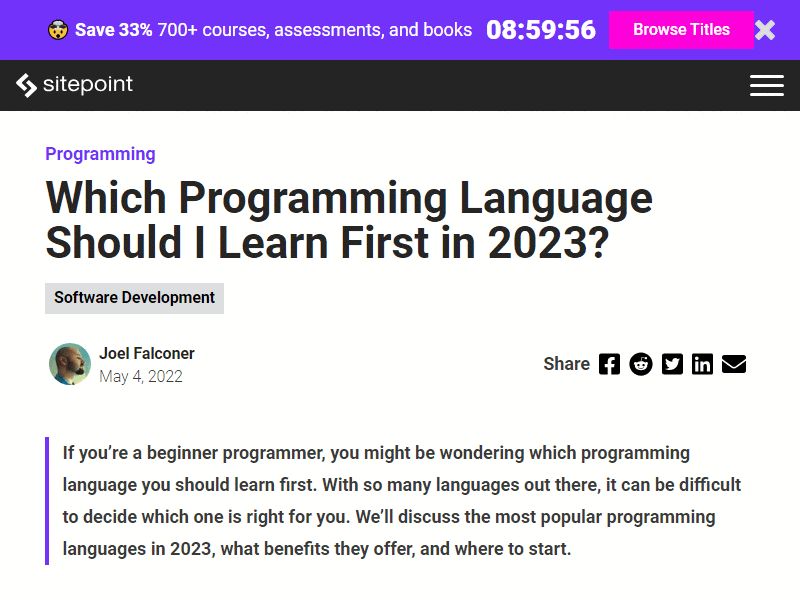 Save 33% 700+ courses, assessments, and books 08:59:56 Browse Titles
sitepoint
Programming
Which Programming Language
Should I Learn First in 2023?
Software Development
Joel Falconer
May 4, 2022
Share
If you’re a beginner programmer, you might be wondering which programming
language you should learn first. With so many languages out there, it can be difficult
to decide which one is right for you. We’ll discuss the most popular programming
languages in 2023, what benefits they offer, and where to start.